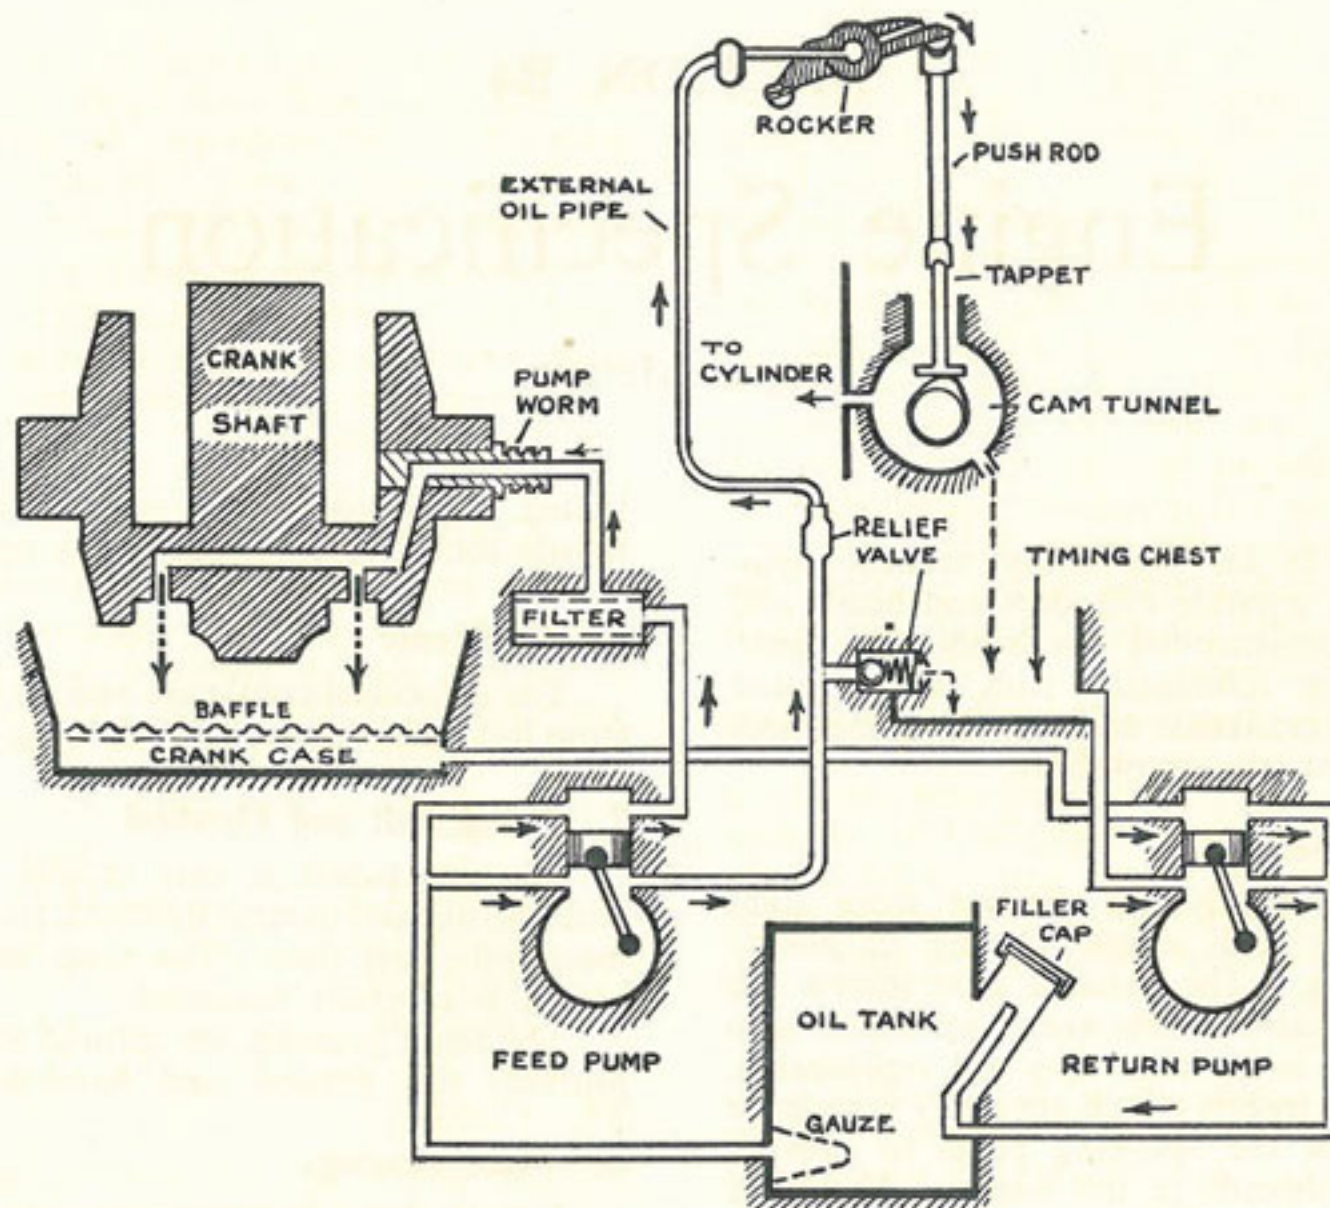 ROCKER
PUSH ROD
EXTERNAL
OIL PIPE
TAPPET
CRANK
SHAFT
PUMP
WORM
TO
CYLINDER
CAM TUNNEL
RELIEF
VALVE
TIMING CHEST
FILTER
BAFFLE
CRANK CASE
FILLER
CAP
OIL TANK
FEED PUMP
RETURN PUMP
GAUZE